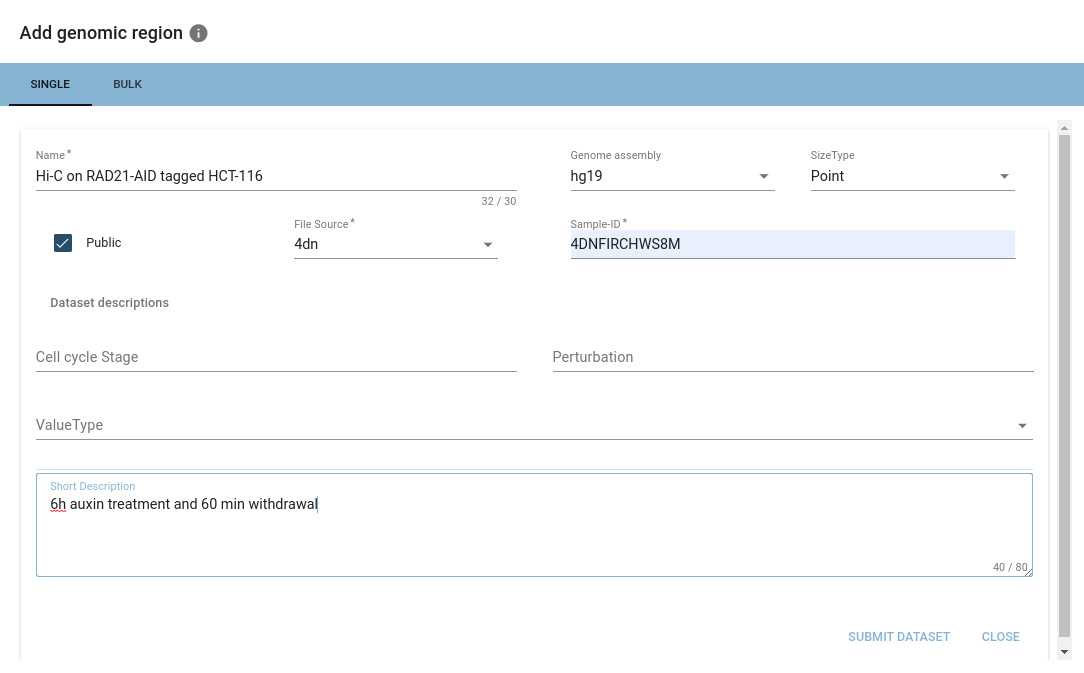 Add genomic region
SINGLE BULK
Name* Genome assembly SizeType
Hi-C on RAD21-AID tagged HCT-116 hg19 Point
32 / 30
File Source* Sample-ID*
Public 4dn 4DNFIRCHWS8M
Dataset descriptions
Cell cycle Stage Perturbation
ValueType
Short Description
6h auxin treatment and 60 min withdrawal
40 / 80
SUBMIT DATASET CLOSE